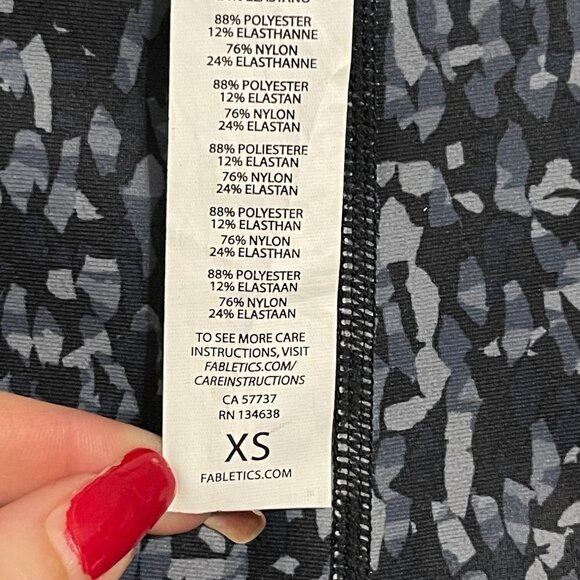 88% POLYESTER
12% ELASTHANNE
76% NYLON
24% ELASTHANNE
88% POLYESTER
12% ELASTAN
76% NYLON
24% ELASTAN
88% POLIESTERE
12% ELASTAN
76% NYLON
24% ELASTAN
88% POLYESTER
12% ELASTHAN
76% NYLON
24% ELASTHAN
88% POLYESTER
12% ELASTAAN
76% NYLON
24% ELASTAAN
TO SEE MORE CARE
INSTRUCTIONS, VISIT
FABLETICS.COM/
CAREINSTRUCTIONS
CA 57737
RN 134638
XS
FABLETICS.COM